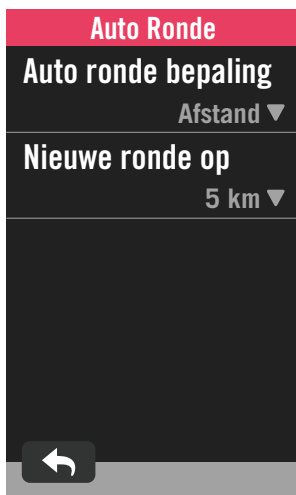 Auto Ronde
Auto ronde bepaling
Afstand ▼
Nieuwe ronde op
5 km ▼